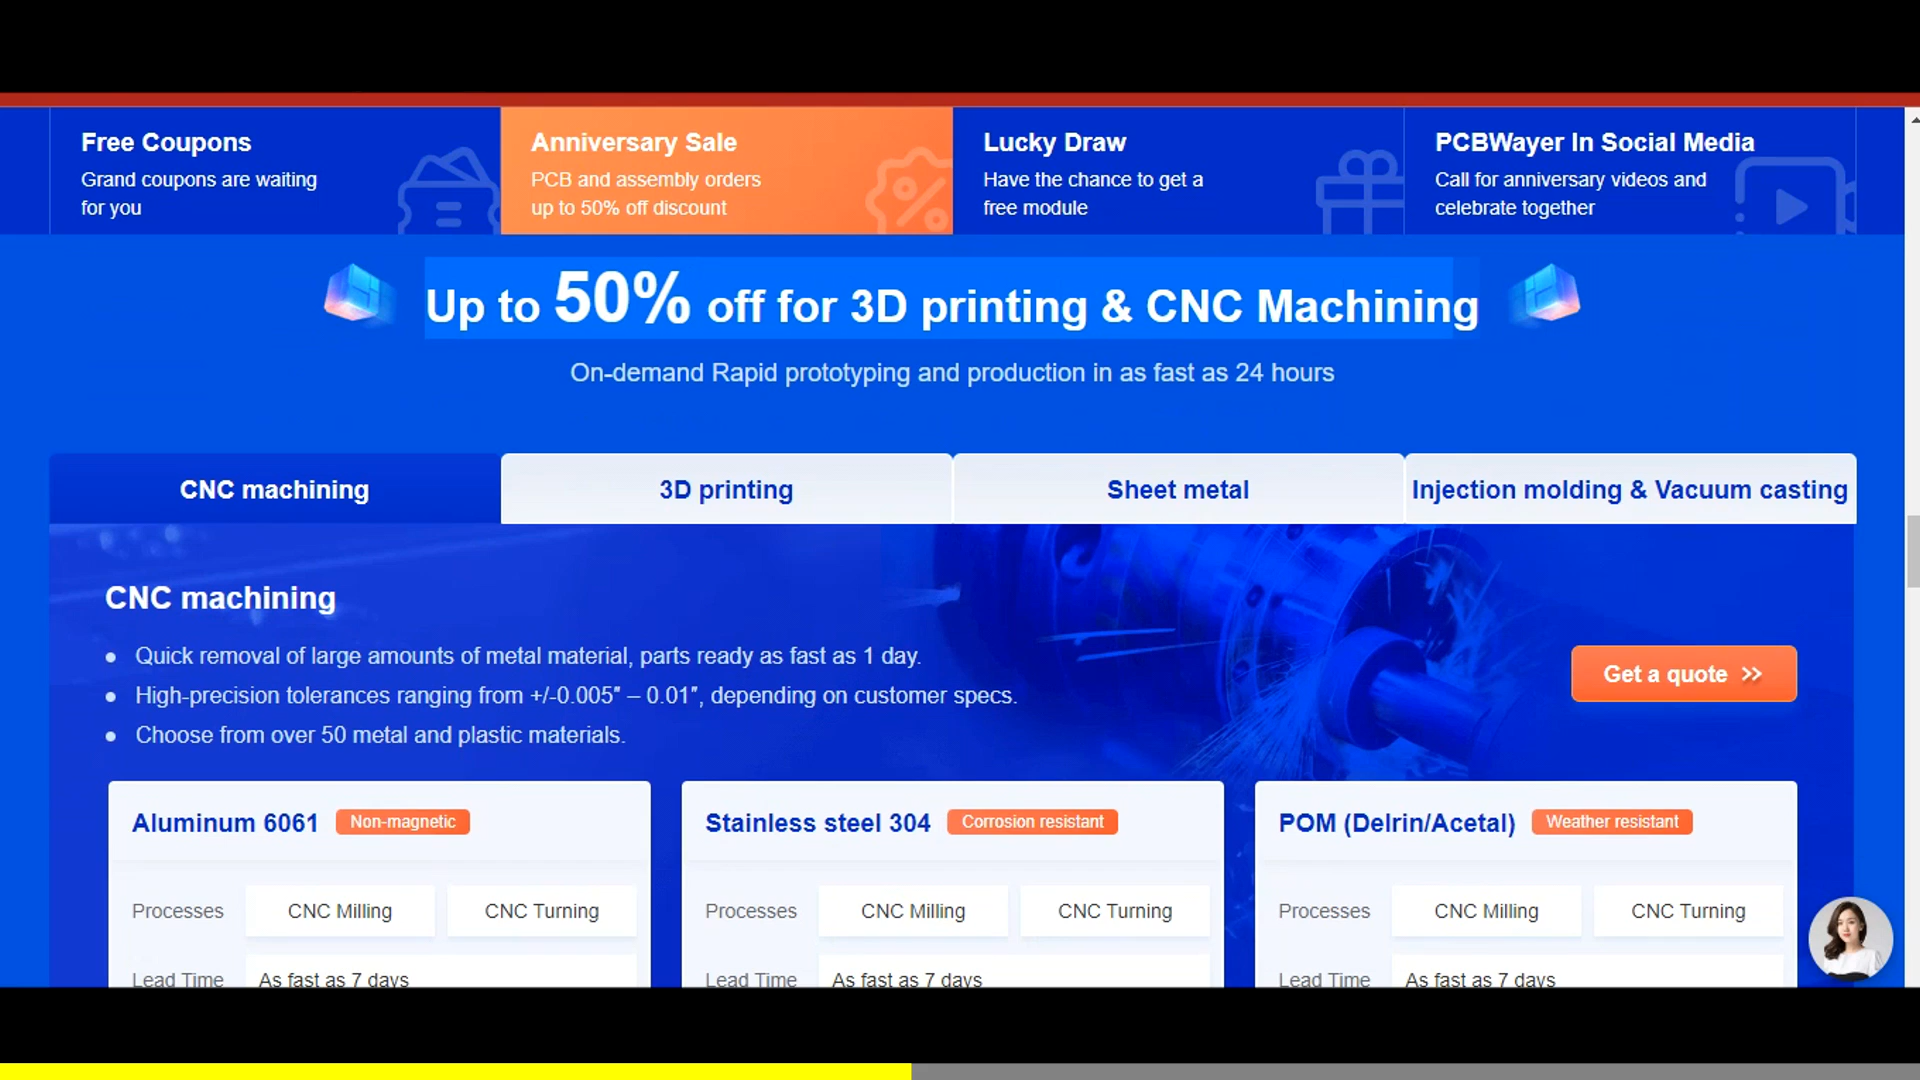 Free Coupons
Grand coupons are waiting
for you
Anniversary Sale
PCB and assembly orders
up to 50% off discount
Lucky Draw
Have the chance to get a
free module
PCBWayer In Social Media
Call for anniversary videos and
celebrate together
Up to 50% off for 3D printing & CNC Machining
On-demand Rapid prototyping and production in as fast as 24 hours
CNC machining
3D printing
Sheet metal
Injection molding & Vacuum casting
CNC machining
● Quick removal of large amounts of metal material, parts ready as fast as 1 day.
● High-precision tolerances ranging from +/-0.005″ – 0.01″, depending on customer specs.
● Choose from over 50 metal and plastic materials.
Get a quote >>
Aluminum 6061 Non-magnetic
Processes CNC Milling CNC Turning
Lead Time As fast as 7 days
Stainless steel 304 Corrosion resistant
Processes CNC Milling CNC Turning
Lead Time As fast as 7 days
POM (Delrin/Acetal) Weather resistant
Processes CNC Milling CNC Turning
Lead Time As fast as 7 days